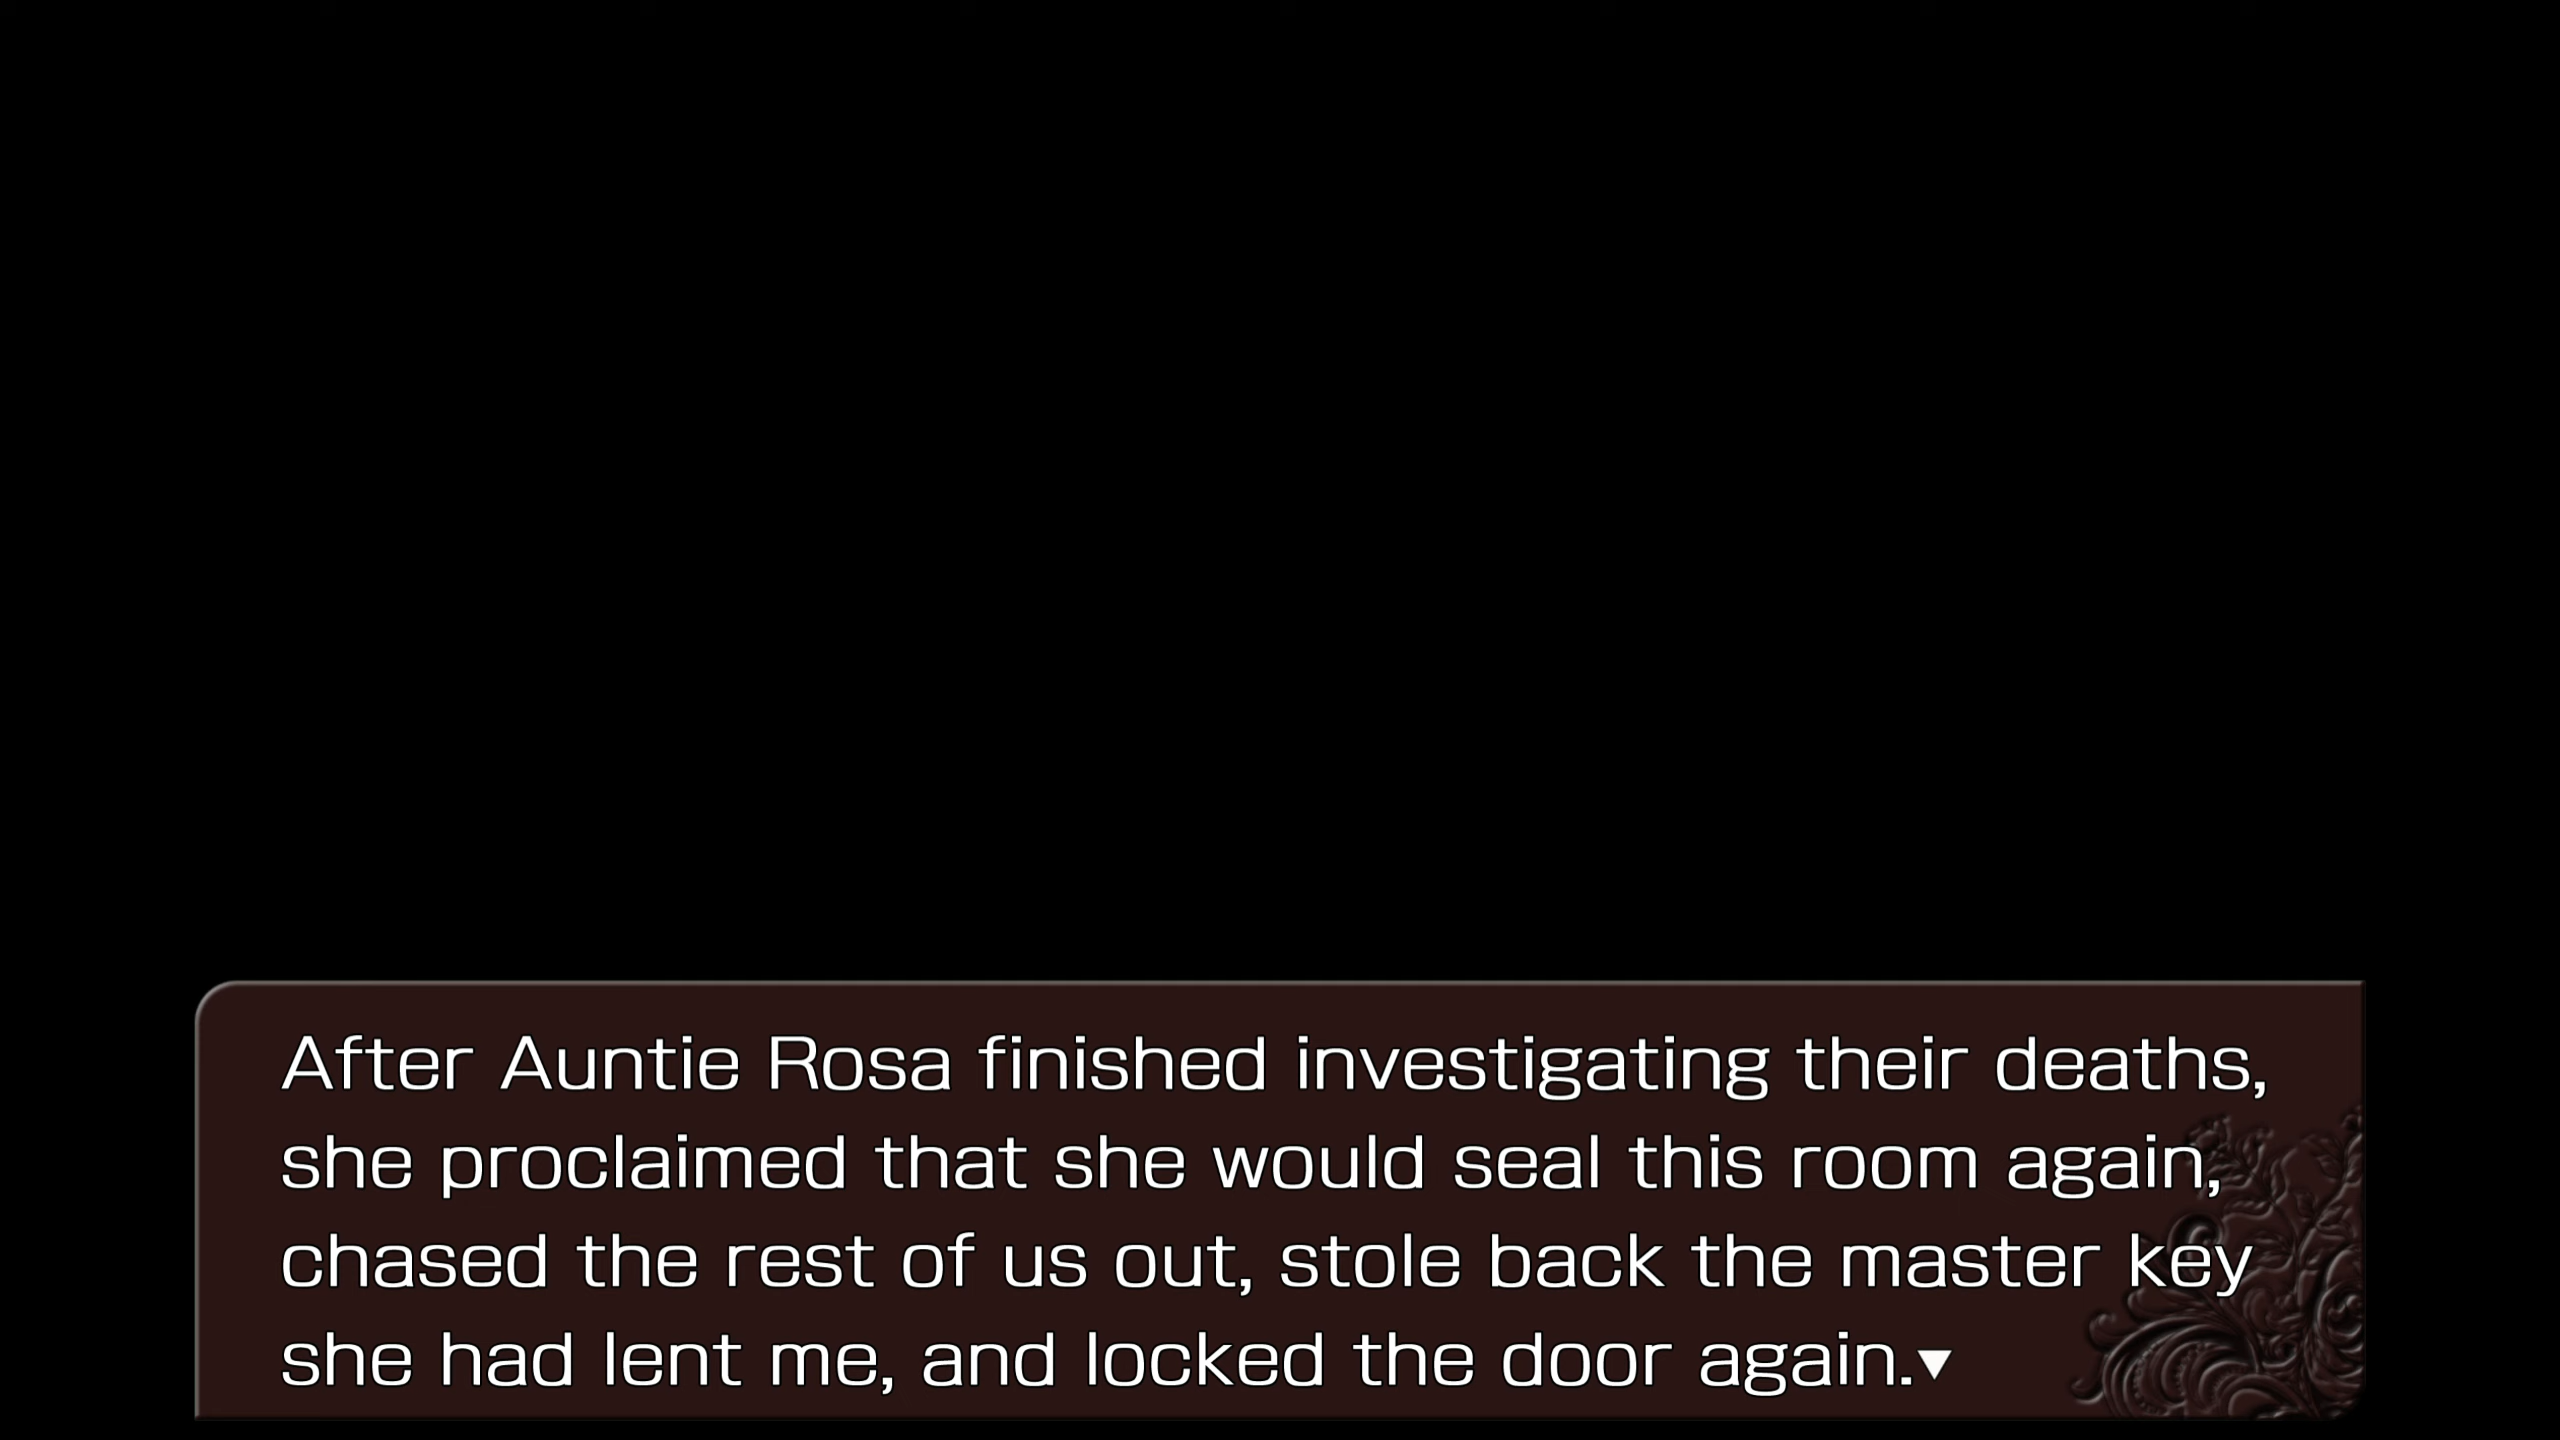 After Auntie Rosa finished investigating their deaths,
she proclaimed that she would seal this room again,
chased the rest of us out, stole back the master key
she had lent me, and locked the door again.